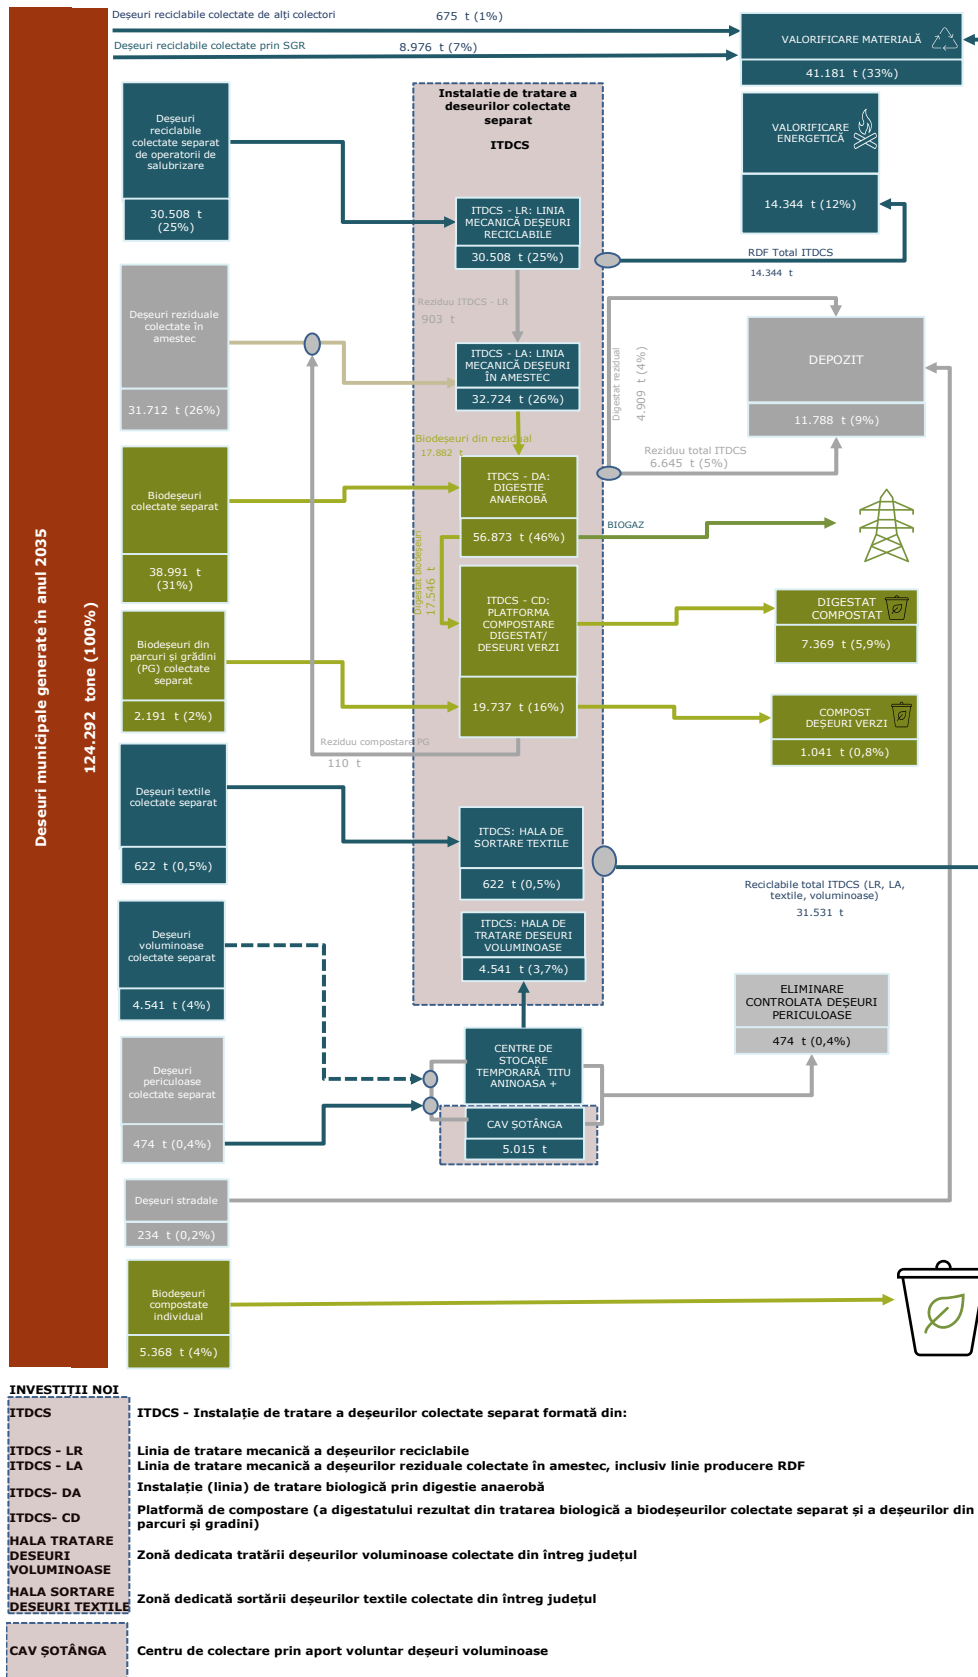 Deșeuri municipale generate în anul 2035
124.292 tone (100%)
Deșeuri reciclabile colectate de alți colectori
675 t (1%)
Deșeuri reciclabile colectate prin SGR
8.976 t (7%)
VALORIFICARE MATERIALĂ
41.181 t (33%)
Deșeuri
reciclabile
colectate separat
de operatorii de
salubrizare
30.508 t
(25%)
Instalatie de tratare a
deseurilor colectate
separat
ITDCS
VALORIFICARE
ENERGETICĂ
14.344 t (12%)
ITDCS - LR: LINIA
MECANICĂ DEȘEURI
RECICLABILE
30.508 t (25%)
RDF Total ITDCS
14.344 t
Deșeuri reziduale
colectate în
amestec
31.712 t (26%)
Reziduu ITDCS - LR
903 t
ITDCS - LA: LINIA
MECANICĂ DEȘEURI
ÎN AMESTEC
32.724 t (26%)
Digestat rezidual
4.909 t (4%)
DEPOZIT
11.788 t (9%)
Biodeșeuri din rezidual
17.882 t
Reziduu total ITDCS
6.645 t (5%)
Biodeșeuri
colectate separat
38.991 t
(31%)
ITDCS - DA:
DIGESTIE
ANAEROBĂ
56.873 t (46%)
BIOGAZ
Digestat biodeșeuri
17.546 t
ITDCS - CD:
PLATFORMA
COMPOSTARE
DIGESTAT/
DESEURI VERZI
19.737 t (16%)
DIGESTAT
COMPOSTAT
7.369 t (5,9%)
Biodeșeuri din
parcuri și grădini
(PG) colectate
separat
2.191 t (2%)
COMPOST
DEȘEURI VERZI
1.041 t (0,8%)
Reziduu compostare PG
110 t
Deșeuri textile
colectate separat
622 t (0,5%)
ITDCS: HALA DE
SORTARE TEXTILE
622 t (0,5%)
Reciclabile total ITDCS (LR, LA,
textile, voluminoase)
31.531 t
Deșeuri
voluminoase
colectate separat
4.541 t (4%)
ITDCS: HALA DE
TRATARE DESEURI
VOLUMINOASE
4.541 t (3,7%)
ELIMINARE
CONTROLATA DEȘEURI
PERICULOASE
474 t (0,4%)
Deșeuri
periculoase
colectate separat
474 t (0,4%)
CENTRE DE
STOCARE
TEMPORARĂ TITU
ANINOASA +
CAV ȘOTÂNGA
5.015 t
Deșeuri stradale
234 t (0,2%)
Biodeșeuri
compostate
individual
5.368 t (4%)
INVESTIȚII NOI
ITDCS
ITDCS – Instalație de tratare a deșeurilor colectate separat formată din:
ITDCS - LR
Linia de tratare mecanică a deșeurilor reciclabile
ITDCS - LA
Linia de tratare mecanică a deșeurilor reziduale colectate în amestec, inclusiv linie producere RDF
ITDCS- DA
Instalație (linia) de tratare biologică prin digestie anaerobă
ITDCS- CD
Platformă de compostare (a digestatului rezultat din tratarea biologică a biodeșeurilor colectate separat și a deșeurilor din
parcuri și gradini)
HALA TRATARE
DESEURI
VOLUMINOASE
Zonă dedicata tratării deșeurilor voluminoase colectate din întreg județul
HALA SORTARE
DESEURI TEXTILE
Zonă dedicată sortării deșeurilor textile colectate din întreg județul
CAV ȘOTÂNGA
Centru de colectare prin aport voluntar deșeuri voluminoase